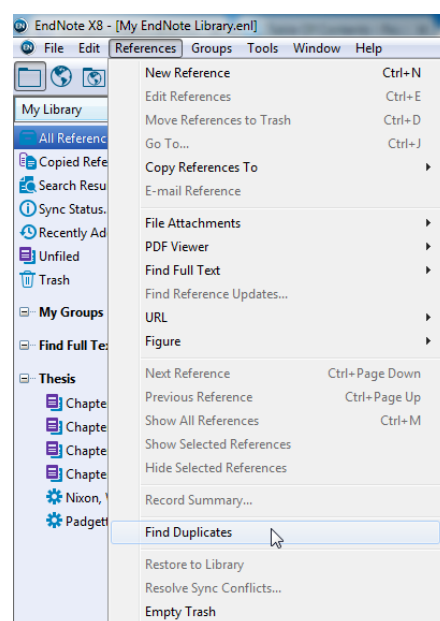 EndNote X8 - [My EndNote Library.enl]
File Edit References Groups Tools Window Help
My Library
All Referenc
Copied Refe
Search Resu
Sync Status.
Recently Ad
Unfiled
Trash
My Groups
Find Full Te
Thesis
Chapte
Chapte
Chapte
Chapte
Nixon,
Padgett
New Reference Ctrl+N
Edit References Ctrl+E
Move References to Trash Ctrl+D
Go To... Ctrl+J
Copy References To
E-mail Reference
File Attachments
PDF Viewer
Find Full Text
Find Reference Updates...
URL
Figure
Next Reference Ctrl+Page Down
Previous Reference Ctrl+Page Up
Show All References Ctrl+M
Show Selected References
Hide Selected References
Record Summary...
Find Duplicates
Restore to Library
Resolve Sync Conflicts...
Empty Trash